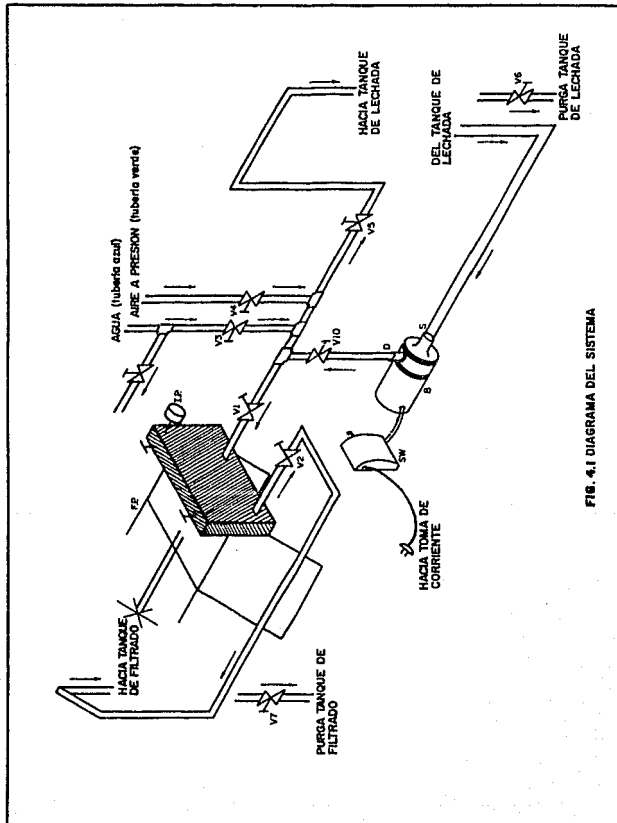 AGUA (tuberia azul)
AIRE A PRESION (tuberia verde)
HACIA TANQUE
DE LECHADA
DEL TANQUE DE
LECHADA
V6
PURGA TANQUE
DE LECHADA
V5
V4
V3
V10
V1
V2
I.P.
F.P.
D
S
B
SW
HACIA TOMA DE
CORRIENTE
HACIA TANQUE
DE FILTRADO
V7
PURGA TANQUE DE
FILTRADO
FIG. 4.1 DIAGRAMA DEL SISTEMA